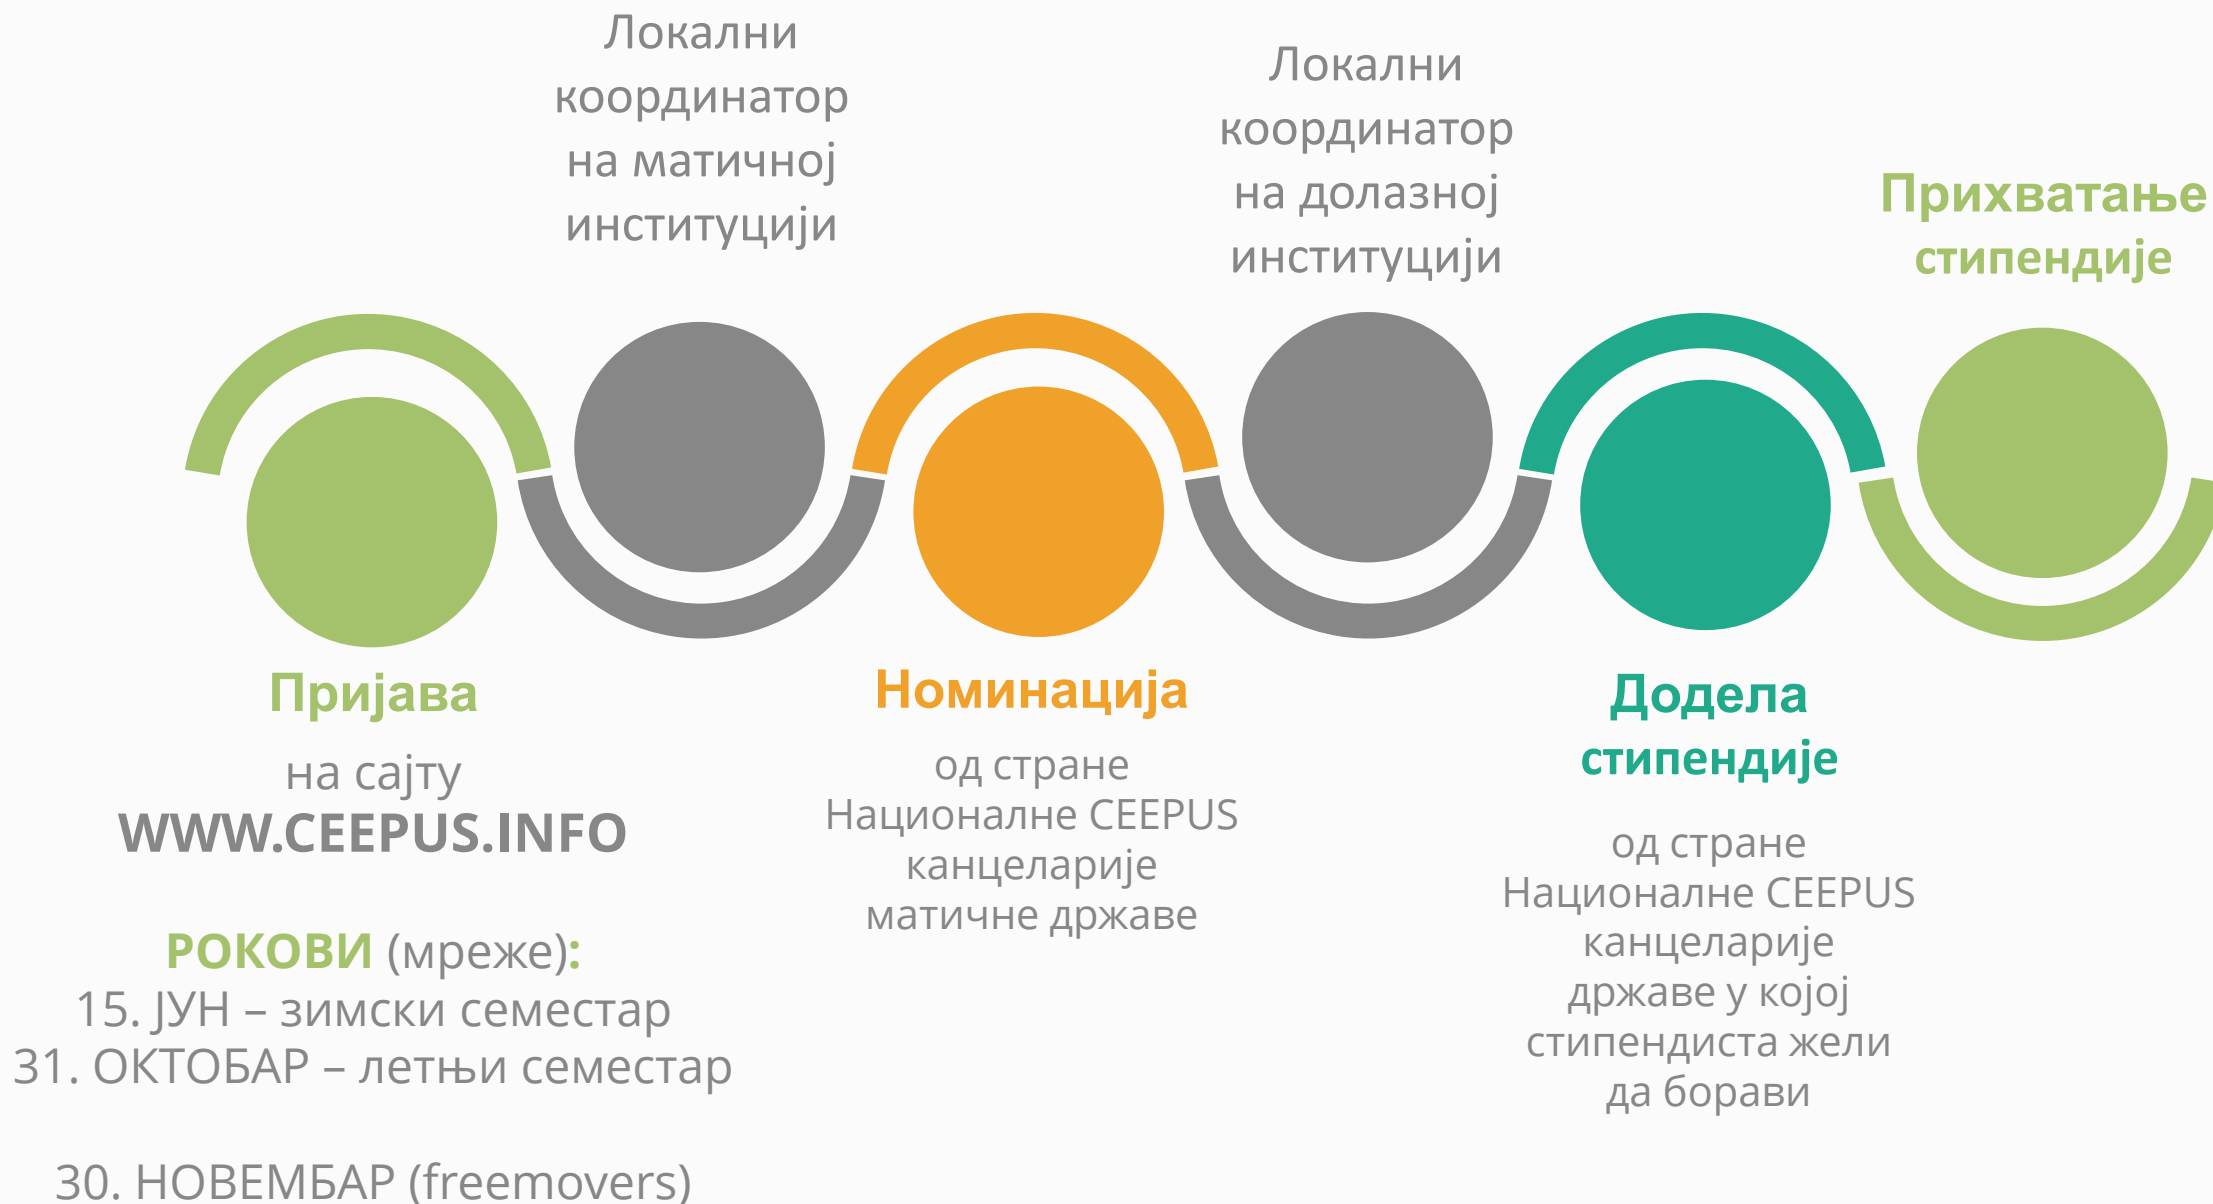 Локални
координатор
на матичној
институцији
Локални
координатор
на долазној
институцији
Прихватање
стипендије
Пријава
на сајту
WWW.CEEPUS.INFO
РОКОВИ (мреже):
15. ЈУН – зимски семестар
31. ОКТОБАР – летњи семестар
30. НОВЕМБАР (freemovers)
Номинација
од стране
Националне CEEPUS
канцеларије
матичне државе
Додела
стипендије
од стране
Националне CEEPUS
канцеларије
државе у којој
стипендиста жели
да борави